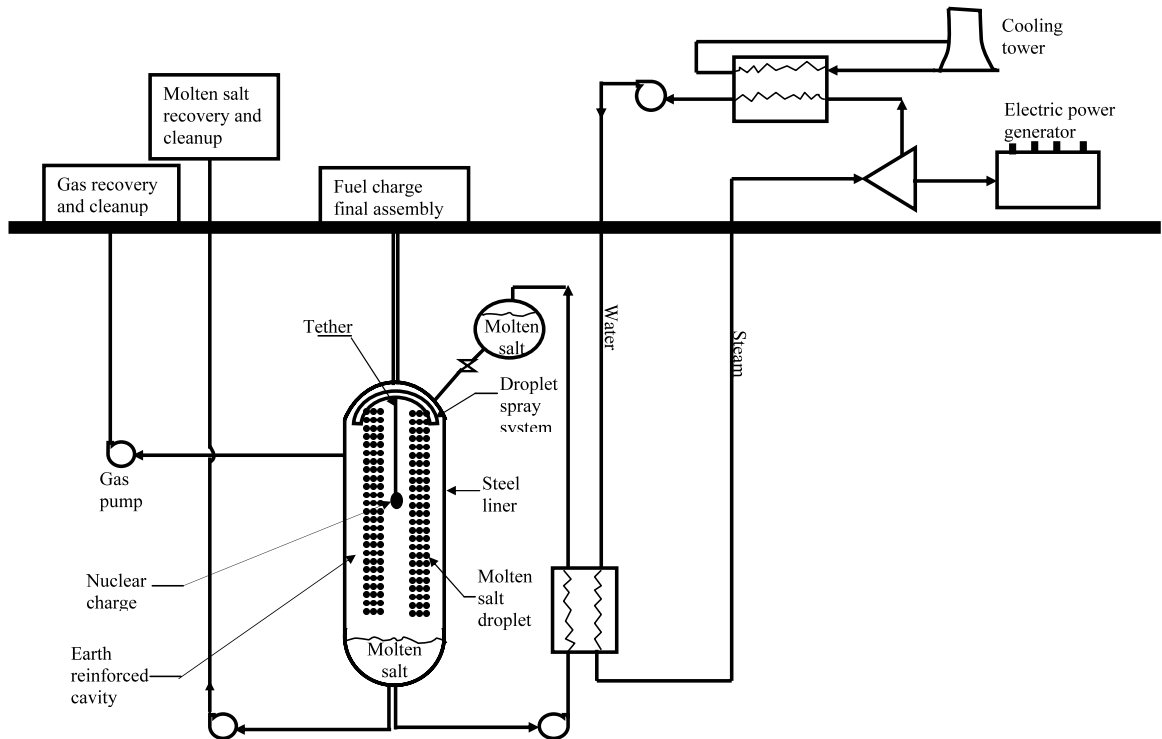 Cooling
tower
Molten salt
recovery and
cleanup
Electric power
generator
Gas recovery
and cleanup
Fuel charge
final assembly
Tether
Molten
salt
Water
Steam
Droplet
spray
system
Gas
pump
Steel
liner
Nuclear
charge
Molten
salt
droplet
Earth
reinforced
cavity
Molten
salt